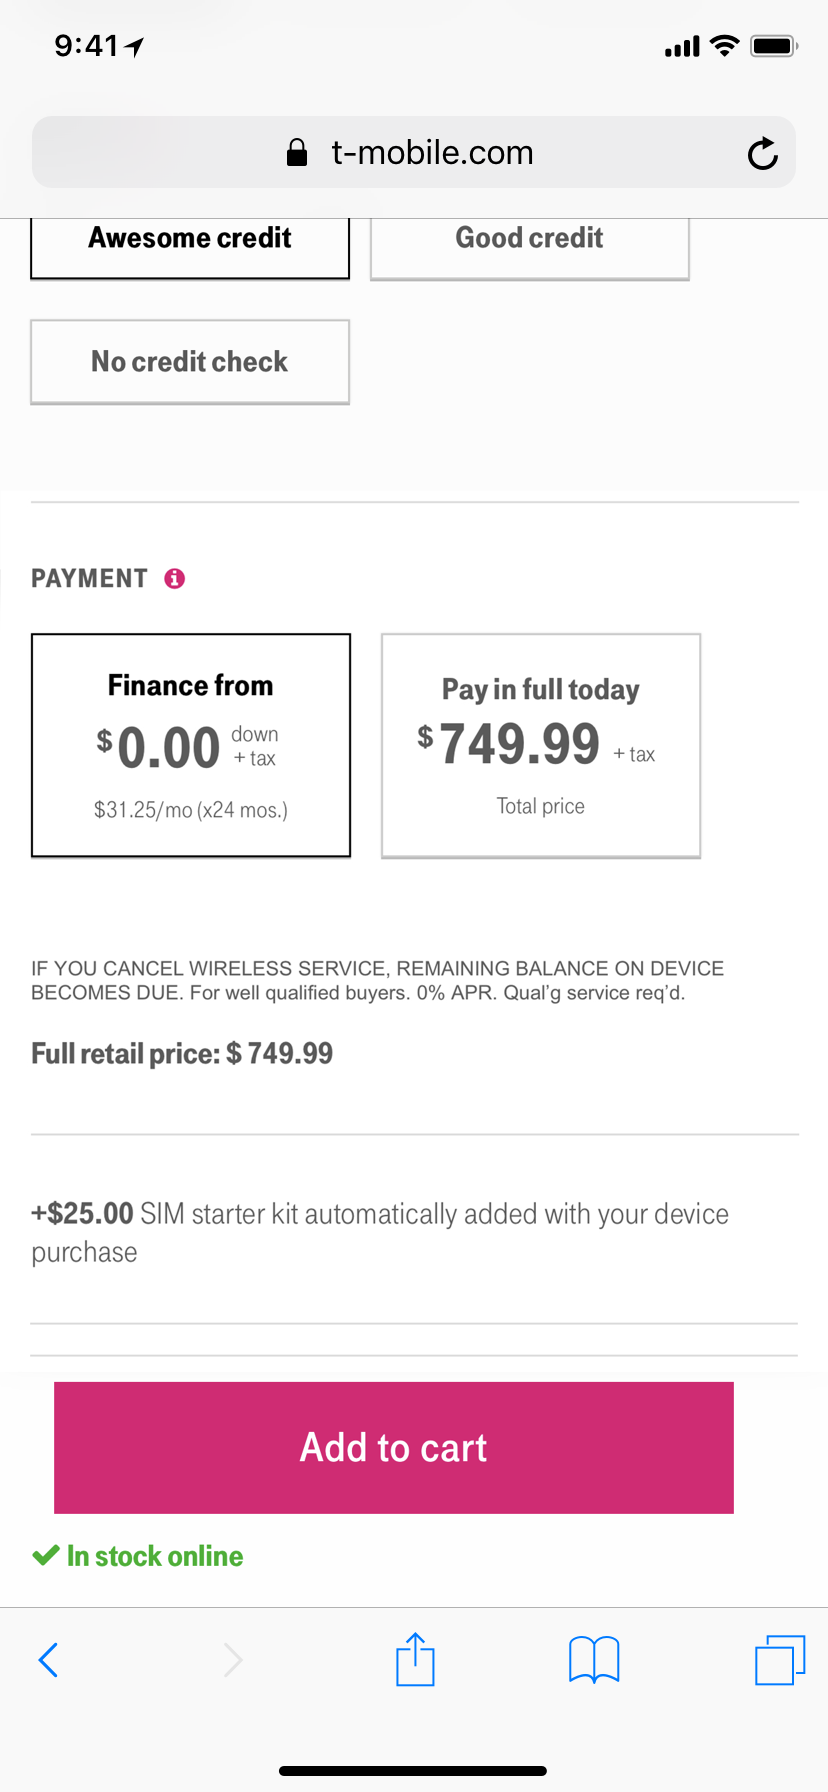 9:41
t-mobile.com
Awesome credit
Good credit
No credit check
PAYMENT
Finance from
$0.00 down
+ tax
$31.25/mo (x24 mos.)
Pay in full today
$749.99 + tax
Total price
IF YOU CANCEL WIRELESS SERVICE, REMAINING BALANCE ON DEVICE
BECOMES DUE. For well qualified buyers. 0% APR. Qual'g service req'd.
Full retail price: $ 749.99
+$25.00 SIM starter kit automatically added with your device
purchase
Add to cart
In stock online